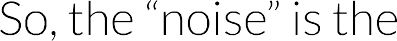 So, the “noise” is the